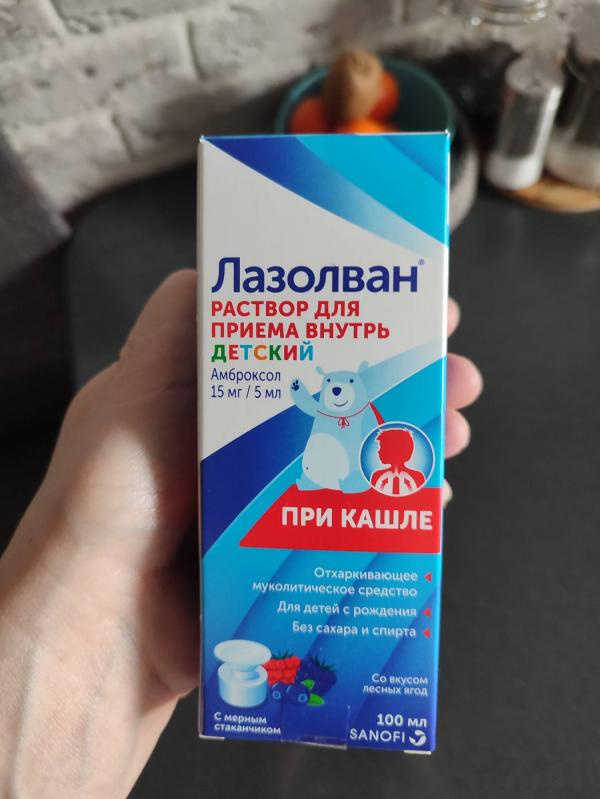 Лазолван®
РАСТВОР ДЛЯ
ПРИЕМА ВНУТРЬ
ДЕТСКИЙ
Амброксол
15 мг / 5 мл
ПРИ КАШЛЕ
Отхаркивающее
муколитическое средство
Для детей с рождения
Без сахара и спирта
Со вкусом
лесных ягод
С мерным
стаканчиком
100 мл
SANOFI